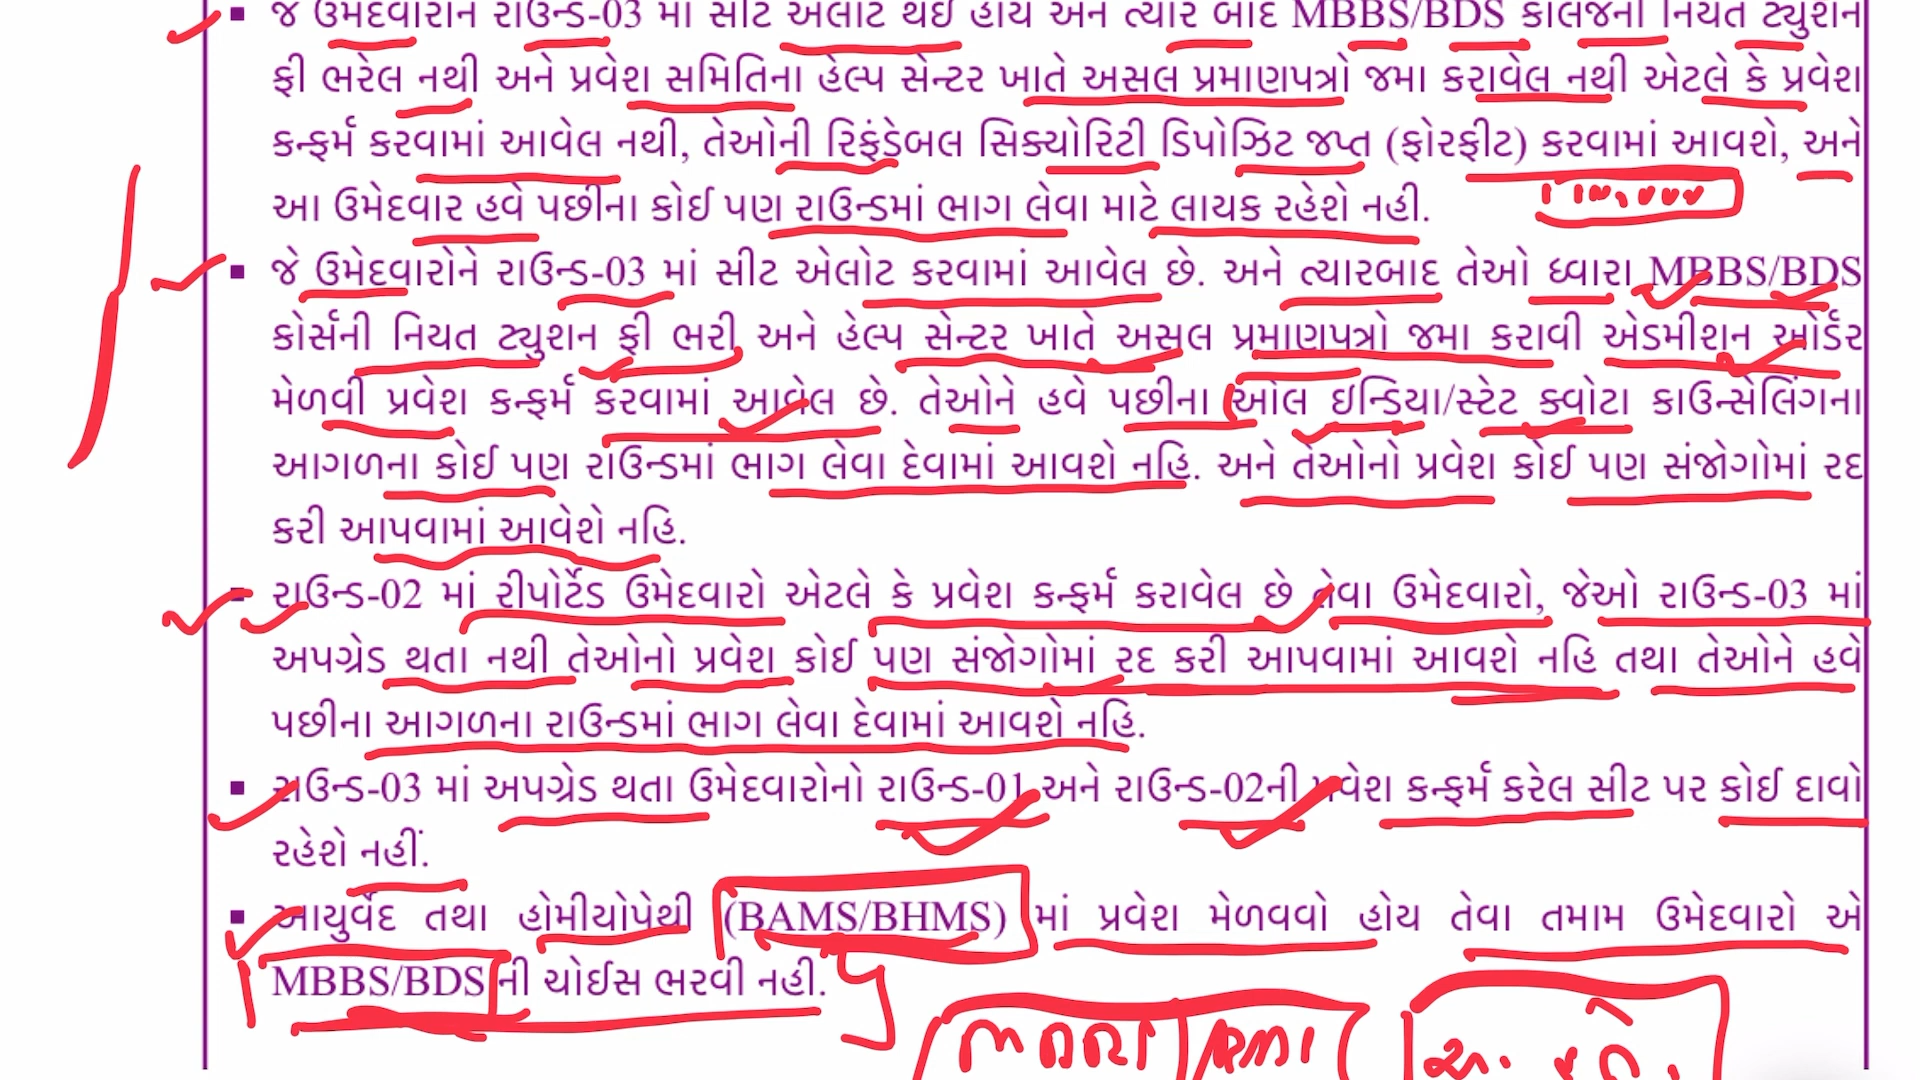 ▪ જે ઉમેદવારોને રાઉન્ડ-03 માં સીટ અલોટ થઈ હોય અને ત્યાર બાદ MBBS/BDS કોલેજની નિયત ટ્યુશન
ફી ભરેલ નથી અને પ્રવેશ સમિતિના હેલ્પ સેન્ટર ખાતે અસલ પ્રમાણપત્રો જમા કરાવેલ નથી એટલે કે પ્રવેશ
કન્ફર્મ કરવામાં આવેલ નથી, તેઓની રિફંડેબલ સિક્યોરિટી ડિપોઝિટ જપ્ત (ફોરફીટ) કરવામાં આવશે, અને
આ ઉમેદવાર હવે પછીના કોઈ પણ રાઉન્ડમાં ભાગ લેવા માટે લાયક રહેશે નહી.
▪ જે ઉમેદવારોને રાઉન્ડ-03 માં સીટ એલોટ કરવામાં આવેલ છે. અને ત્યારબાદ તેઓ ધ્વારા MBBS/BDS
કોર્સની નિયત ટ્યુશન ફી ભરી અને હેલ્પ સેન્ટર ખાતે અસલ પ્રમાણપત્રો જમા કરાવી એડમીશન ઓર્ડર
મેળવી પ્રવેશ કન્ફર્મ કરવામાં આવેલ છે. તેઓને હવે પછીના ઓલ ઇન્ડિયા/સ્ટેટ ક્વોટા કાઉન્સેલિંગના
આગળના કોઈ પણ રાઉન્ડમાં ભાગ લેવા દેવામાં આવશે નહિ. અને તેઓનો પ્રવેશ કોઈ પણ સંજોગોમાં રદ
કરી આપવામાં આવેશે નહિ.
▪ રાઉન્ડ-02 માં રીપોર્ટેડ ઉમેદવારો એટલે કે પ્રવેશ કન્ફર્મ કરાવેલ છે તેવા ઉમેદવારો, જેઓ રાઉન્ડ-03 માં
અપગ્રેડ થતા નથી તેઓનો પ્રવેશ કોઈ પણ સંજોગોમાં રદ કરી આપવામાં આવશે નહિ તથા તેઓને હવે
પછીના આગળના રાઉન્ડમાં ભાગ લેવા દેવામાં આવશે નહિ.
▪ રાઉન્ડ-03 માં અપગ્રેડ થતા ઉમેદવારોનો રાઉન્ડ-01 અને રાઉન્ડ-02ની પ્રવેશ કન્ફર્મ કરેલ સીટ પર કોઈ દાવો
રહેશે નહીં.
▪ આયુર્વેદ તથા હોમીયોપેથી (BAMS/BHMS) માં પ્રવેશ મેળવવો હોય તેવા તમામ ઉમેદવારો એ
MBBS/BDS ની ચોઈસ ભરવી નહી.